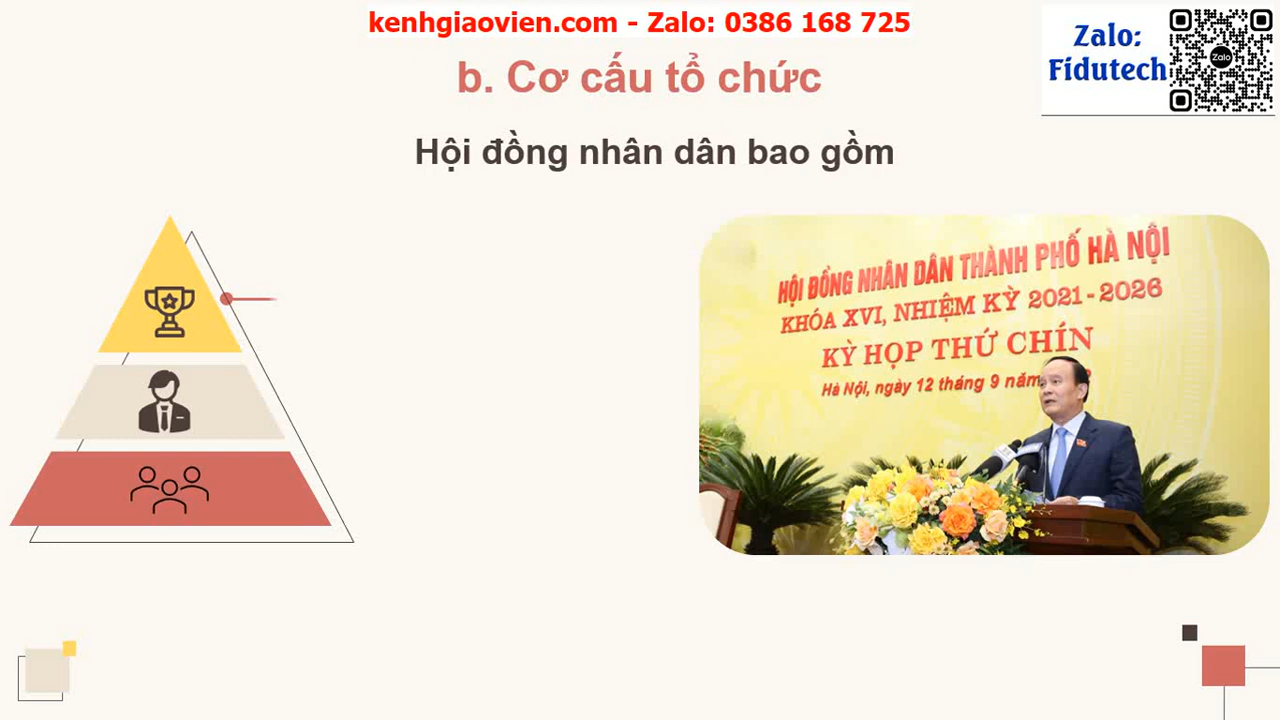 kenhgiaovien.com - Zalo: 0386 168 725
Zalo:
Fidutech
Zalo
b. Cơ cấu tổ chức
Hội đồng nhân dân bao gồm
HỘI ĐỒNG NHÂN DÂN THÀNH PHỐ HÀ NỘI
KHÓA XVI, NHIỆM KỲ 2021 - 2026
KỲ HỌP THỨ CHÍN
Hà Nội, ngày 12 tháng 9 năm